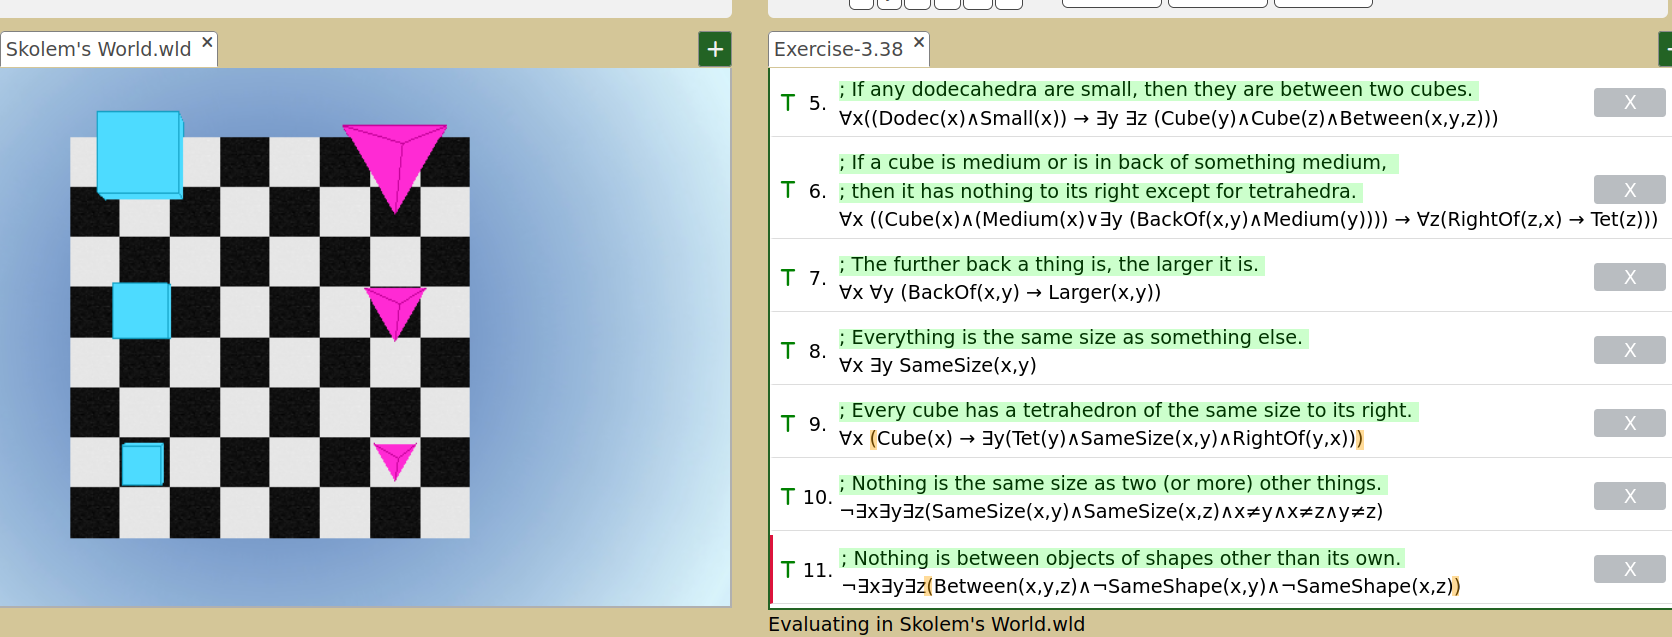 Skolem's World.wld ×
+
Exercise-3.38 ×
T 5. ; If any dodecahedra are small, then they are between two cubes.
∀x((Dodec(x)∧Small(x)) → ∃y ∃z (Cube(y)∧Cube(z)∧Between(x,y,z)))
X
T 6. ; If a cube is medium or is in back of something medium,
; then it has nothing to its right except for tetrahedra.
∀x ((Cube(x)∧(Medium(x)∨∃y (BackOf(x,y)∧Medium(y)))) → ∀z(RightOf(z,x) → Tet(z)))
X
T 7. ; The further back a thing is, the larger it is.
∀x ∀y (BackOf(x,y) → Larger(x,y))
X
T 8. ; Everything is the same size as something else.
∀x ∃y SameSize(x,y)
X
T 9. ; Every cube has a tetrahedron of the same size to its right.
∀x (Cube(x) → ∃y(Tet(y)∧SameSize(x,y)∧RightOf(y,x)))
X
T 10. ; Nothing is the same size as two (or more) other things.
¬∃x∃y∃z(SameSize(x,y)∧SameSize(x,z)∧x≠y∧x≠z∧y≠z)
X
T 11. ; Nothing is between objects of shapes other than its own.
¬∃x∃y∃z(Between(x,y,z)∧¬SameShape(x,y)∧¬SameShape(x,z))
X
Evaluating in Skolem's World.wld